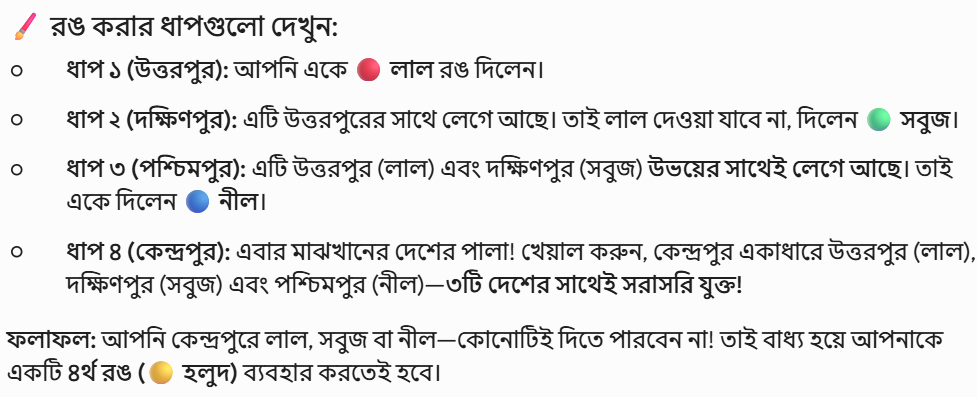 🖌️ রঙ করার ধাপগুলো দেখুন:
○ ধাপ ১ (উত্তরপুর): আপনি একে 🔴 লাল রঙ দিলেন।
○ ধাপ ২ (দক্ষিণপুর): এটি উত্তরপুরের সাথে লেগে আছে। তাই লাল দেওয়া যাবে না, দিলেন 🟢 সবুজ।
○ ধাপ ৩ (পশ্চিমপুর): এটি উত্তরপুর (লাল) এবং দক্ষিণপুর (সবুজ) উভয়ের সাথেই লেগে আছে। তাই
একে দিলেন 🔵 নীল।
○ ধাপ ৪ (কেন্দ্রপুর): এবার মাঝখানের দেশের পালা! খেয়াল করুন, কেন্দ্রপুর একাধারে উত্তরপুর (লাল),
দক্ষিণপুর (সবুজ) এবং পশ্চিমপুর (নীল)—৩টি দেশের সাথেই সরাসরি যুক্ত!
ফলাফল: আপনি কেন্দ্রপুরে লাল, সবুজ বা নীল—কোনোটিই দিতে পারবেন না! তাই বাধ্য হয়ে আপনাকে
একটি ৪র্থ রঙ (🟡 হলুদ) ব্যবহার করতেই হবে।